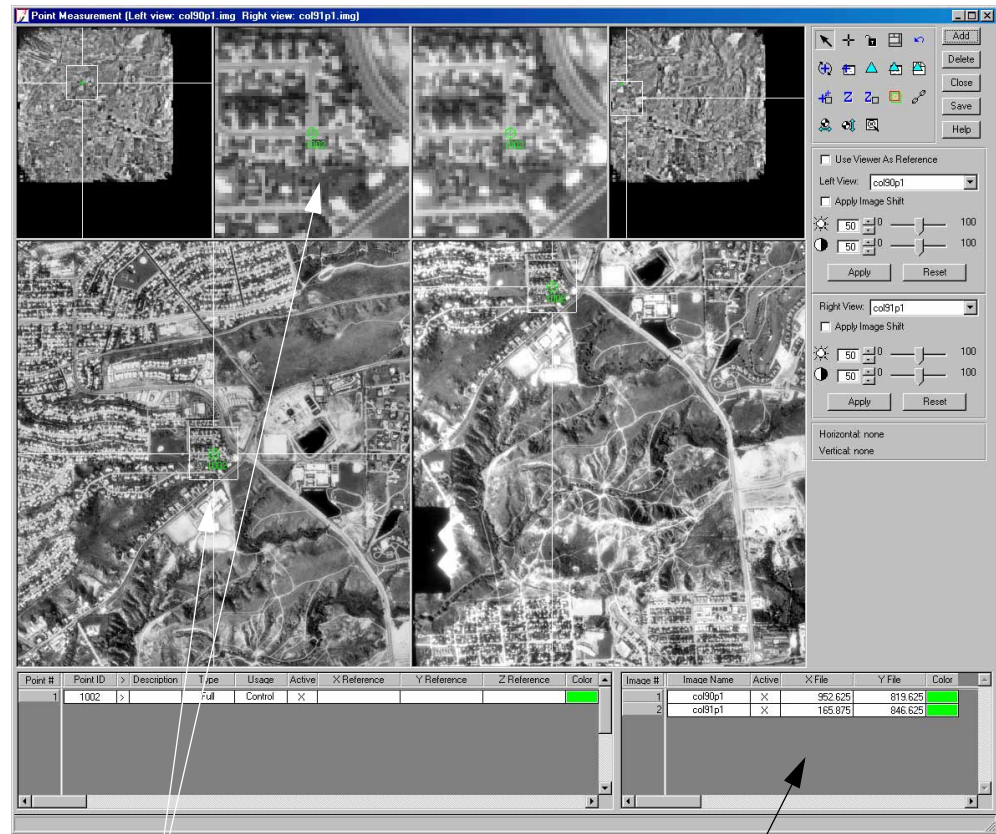 Point Measurement (Left view: col90p1.img Right view: col91p1.img)
Add
Delete
Close
Save
Help
Z Z
Use Viewer As Reference
Left View: col90p1
Apply Image Shift
50 0 100
50 0 100
Apply Reset
Right View: col91p1
Apply Image Shift
50 0 100
50 0 100
Apply Reset
Horizontal: none
Vertical: none
1002
1002
1002
1002
Point # Point ID > Description Type Usage Active X Reference Y Reference Z Reference Color
1 1002 > Full Control X
Image # Image Name Active X File Y File Color
1 col90p1 X 952.625 819.625
2 col91p1 X 165.875 846.625